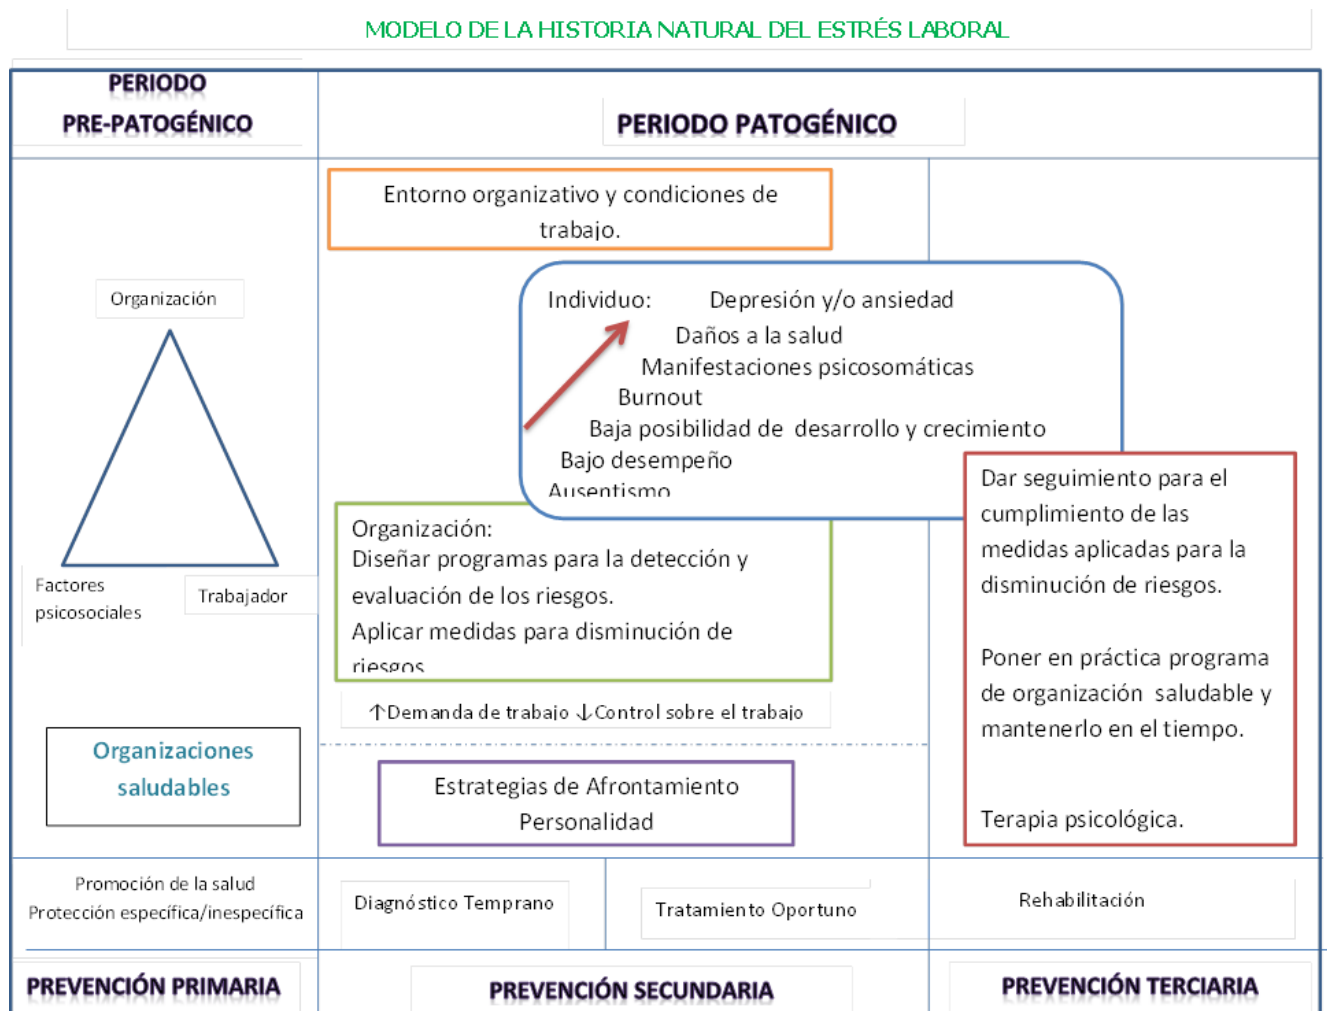 MODELO DE LA HISTORIA NATURAL DEL ESTRÉS LABORAL
PERIODO
PRE-PATOGÉNICO
PERIODO PATOGÉNICO
Entorno organizativo y condiciones de
trabajo.
Organización
Factores
psicosociales
Trabajador
Organizaciones
saludables
Individuo: Depresión y/o ansiedad
Daños a la salud
Manifestaciones psicosomáticas
Burnout
Baja posibilidad de desarrollo y crecimiento
Bajo desempeño
Ausentismo
Organización:
Diseñar programas para la detección y
evaluación de los riesgos.
Aplicar medidas para disminución de
riesgos
↑Demanda de trabajo ↓Control sobre el trabajo
Estrategias de Afrontamiento
Personalidad
Dar seguimiento para el
cumplimiento de las
medidas aplicadas para la
disminución de riesgos.
Poner en práctica programa
de organización saludable y
mantenerlo en el tiempo.
Terapia psicológica.
Promoción de la salud
Protección específica/inespecífica
Diagnóstico Temprano
Tratamiento Oportuno
Rehabilitación
PREVENCIÓN PRIMARIA
PREVENCIÓN SECUNDARIA
PREVENCIÓN TERCIARIA